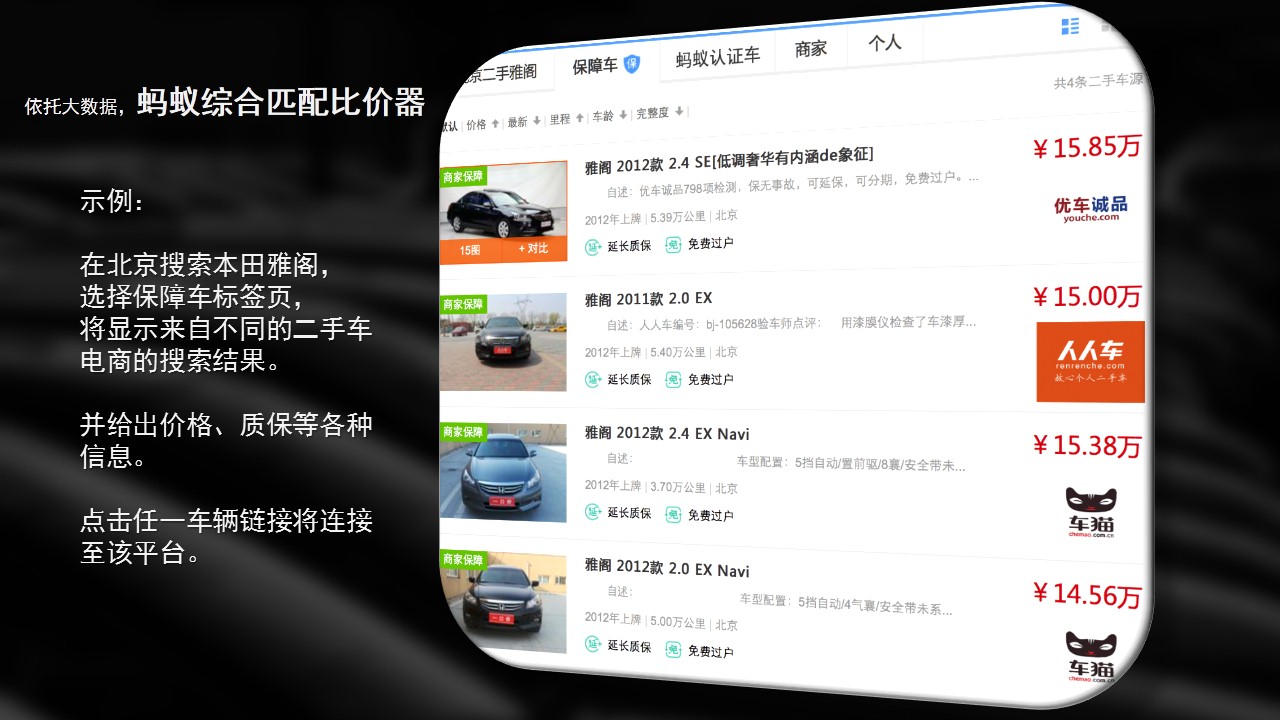 依托大数据，蚂蚁综合匹配比价器
示例：
在北京搜索本田雅阁，
选择保障车标签页，
将显示来自不同的二手车
电商的搜索结果。
并给出价格、质保等各种
信息。
点击任一车辆链接将连接
至该平台。
京二手雅阁 保障车 保 蚂蚁认证车 商家 个人
共4条二手车源
默认 | 价格 | 最新 | 里程 | 车龄 | 完整度 |
商家保障
15图 +对比
雅阁 2012款 2.4 SE[低调奢华有内涵de象征]
自述：优车诚品798项检测，保无事故，可延保，可分期，免费过户。...
2012年上牌 | 5.39万公里 | 北京
延 延长质保 免 免费过户
¥15.85万
优车诚品
youche.com
商家保障
雅阁 2011款 2.0 EX
自述：人人车编号：bj-105628验车师点评： 用漆膜仪检查了车漆厚...
2012年上牌 | 5.40万公里 | 北京
延 延长质保 免 免费过户
¥15.00万
人人车
renrenche.com
放心个人二手车
商家保障
雅阁 2012款 2.4 EX Navi
自述： 车型配置：5挡自动/置前驱/8襄/安全带未...
2012年上牌 | 3.70万公里 | 北京
延 延长质保 免 免费过户
¥15.38万
车猫
chemao.com.cn
商家保障
雅阁 2012款 2.0 EX Navi
自述： 车型配置：5挡自动/4气襄/安全带未系...
2012年上牌 | 5.00万公里 | 北京
延 延长质保 免 免费过户
¥14.56万
车猫
chemao.com.cn